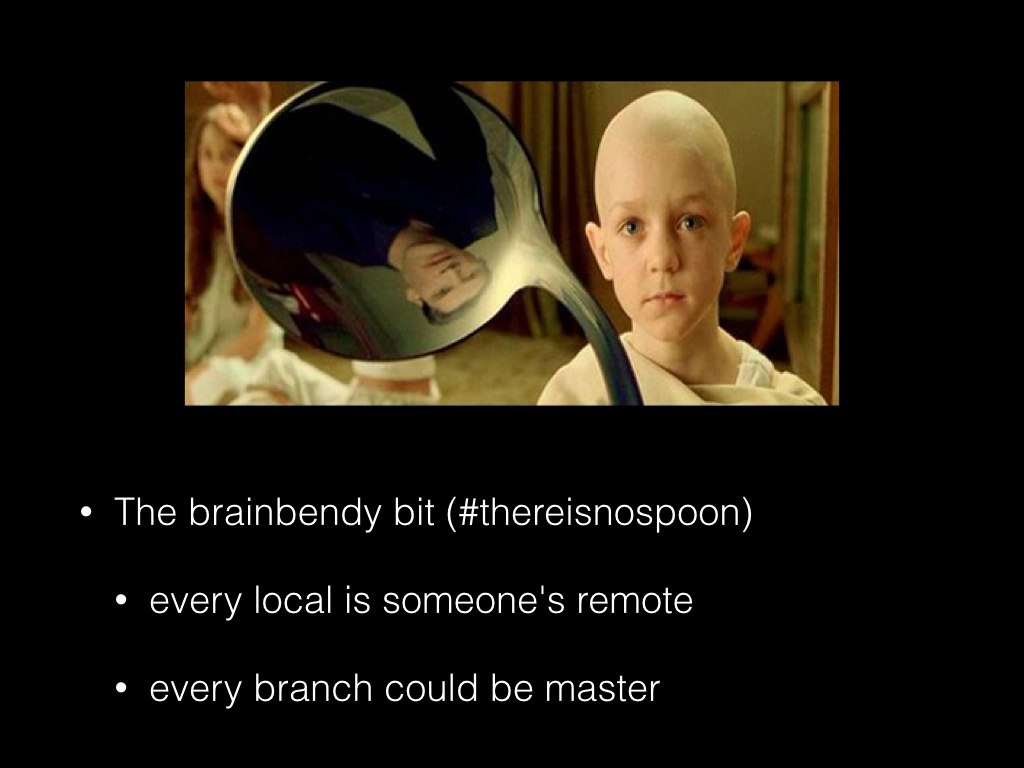 • The brainbendy bit (#thereisnospoon)
• every local is someone's remote
• every branch could be master